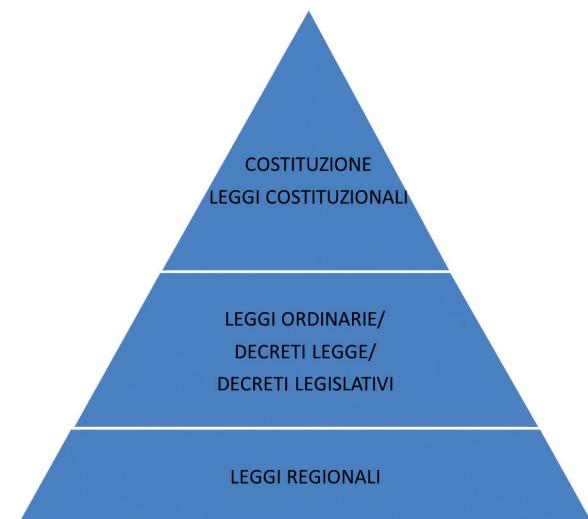 COSTITUZIONE
LEGGI COSTITUZIONALI
LEGGI ORDINARIE/
DECRETI LEGGE/
DECRETI LEGISLATIVI
LEGGI REGIONALI